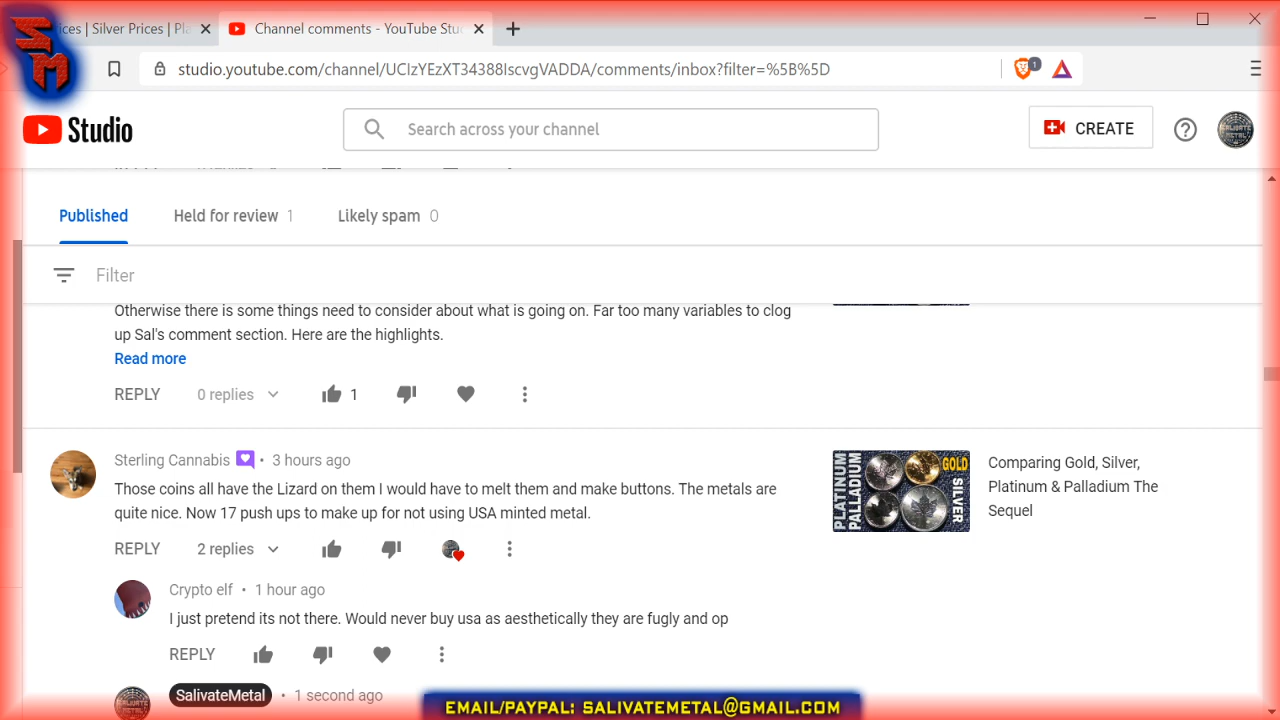 SM
ices | Silver Prices | Pla
Channel comments - YouTube Stu
studio.youtube.com/channel/UCIzYEzXT34388IscvgVADDA/comments/inbox?filter=%5B%5D
1
Studio
Search across your channel
CREATE
Published
Held for review 1
Likely spam 0
Filter
Otherwise there is some things need to consider about what is going on. Far too many variables to clog
up Sal's comment section. Here are the highlights.
Read more
REPLY 0 replies 1
Sterling Cannabis • 3 hours ago
Those coins all have the Lizard on them I would have to melt them and make buttons. The metals are
quite nice. Now 17 push ups to make up for not using USA minted metal.
REPLY 2 replies
PLATINUM
PALLADIUM
GOLD
SILVER
Comparing Gold, Silver,
Platinum & Palladium The
Sequel
Crypto elf • 1 hour ago
I just pretend its not there. Would never buy usa as aesthetically they are fugly and op
REPLY
SalivateMetal • 1 second ago
EMAIL/PAYPAL: SALIVATEMETAL@GMAIL.COM